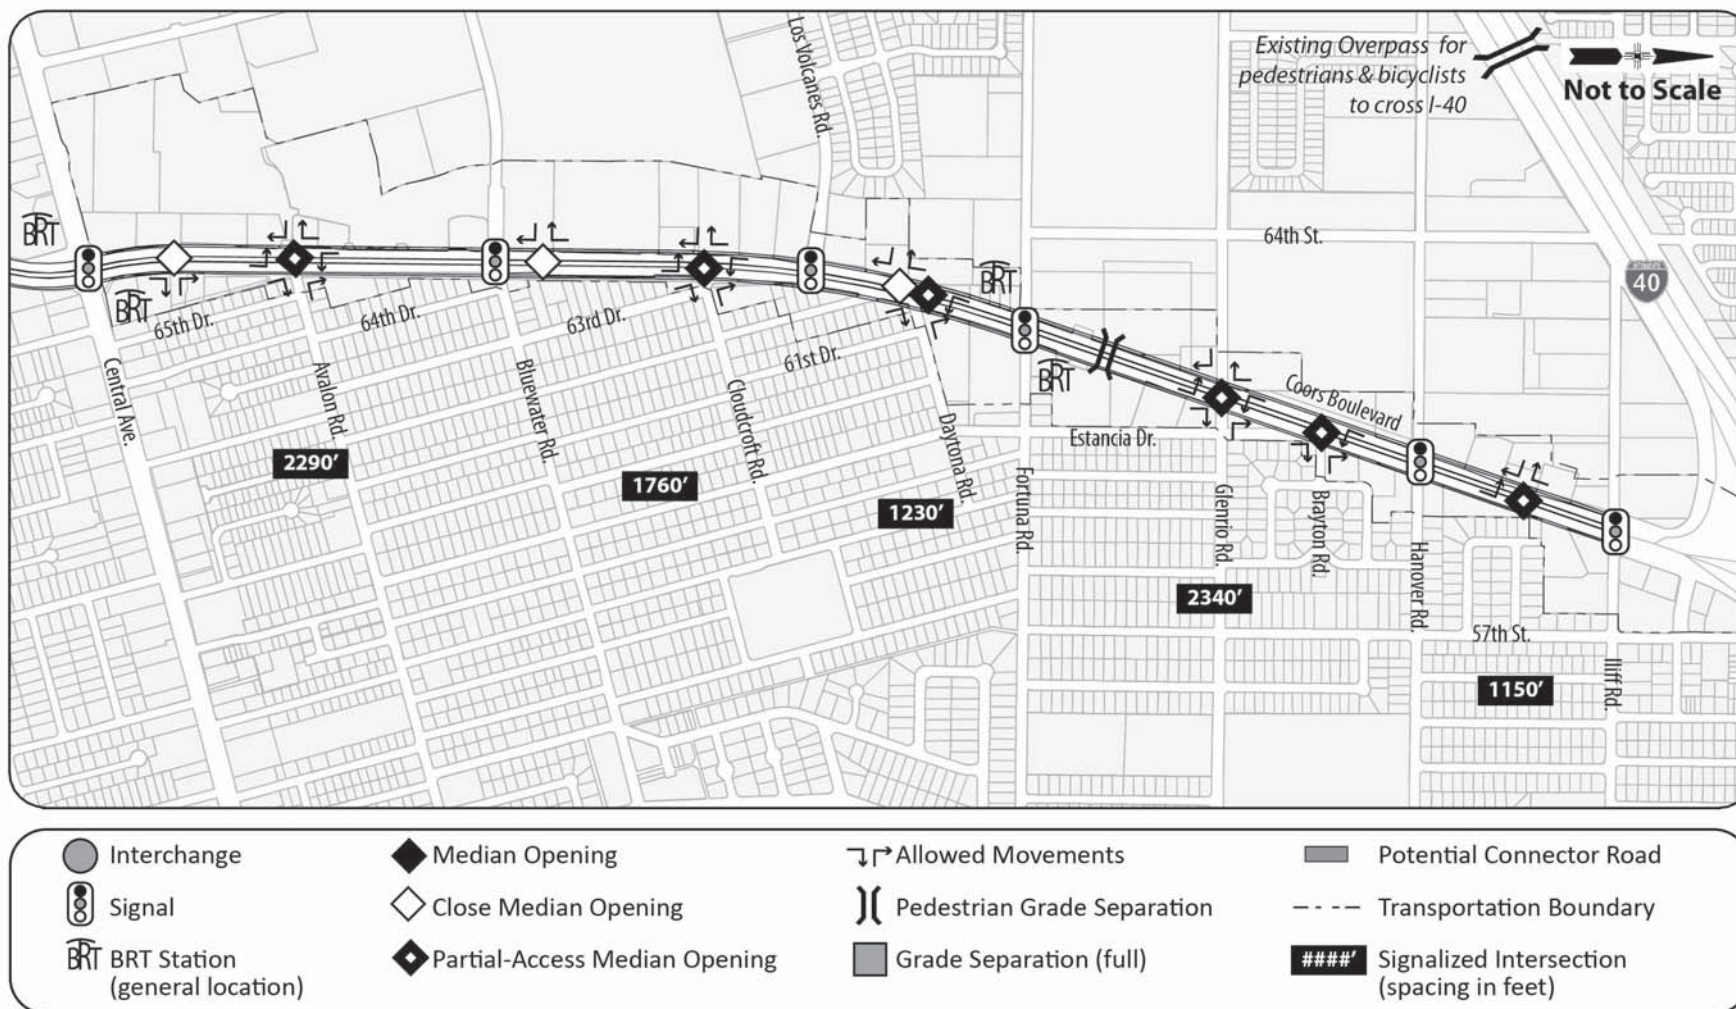 Los Volcanes Rd.
Existing Overpass for
pedestrians & bicyclists
to cross I-40
Not to Scale
BRT
64th St.
INTERSTATE
40
BRT
BRT
65th Dr.
64th Dr.
63rd Dr.
61st Dr.
BRT
Coors Boulevard
Central Ave.
Avalon Rd.
Bluewater Rd.
Cloudcroft Rd.
Daytona Rd.
Estancia Dr.
Fortuna Rd.
Glenrio Rd.
Brayton Rd.
Hanover Rd.
2290'
1760'
1230'
2340'
57th St.
Iliff Rd.
1150'
Interchange
Median Opening
Allowed Movements
Potential Connector Road
Signal
Close Median Opening
Pedestrian Grade Separation
Transportation Boundary
BRT
BRT Station
(general location)
Partial-Access Median Opening
Grade Separation (full)
####'
Signalized Intersection
(spacing in feet)